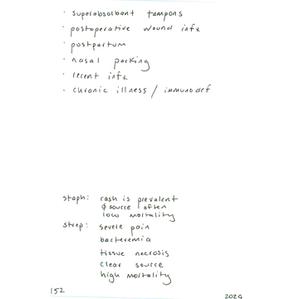 · superabsorbant tampons
· postoperative wound infx
· postpartum
· nasal packing
· recent infx
· chronic illness / immunodef
staph: rash is prevalent
∅ source often
low mortality
strep: severe pain
bacteremia
tissue necrosis
clear source
high mortality
152
2024